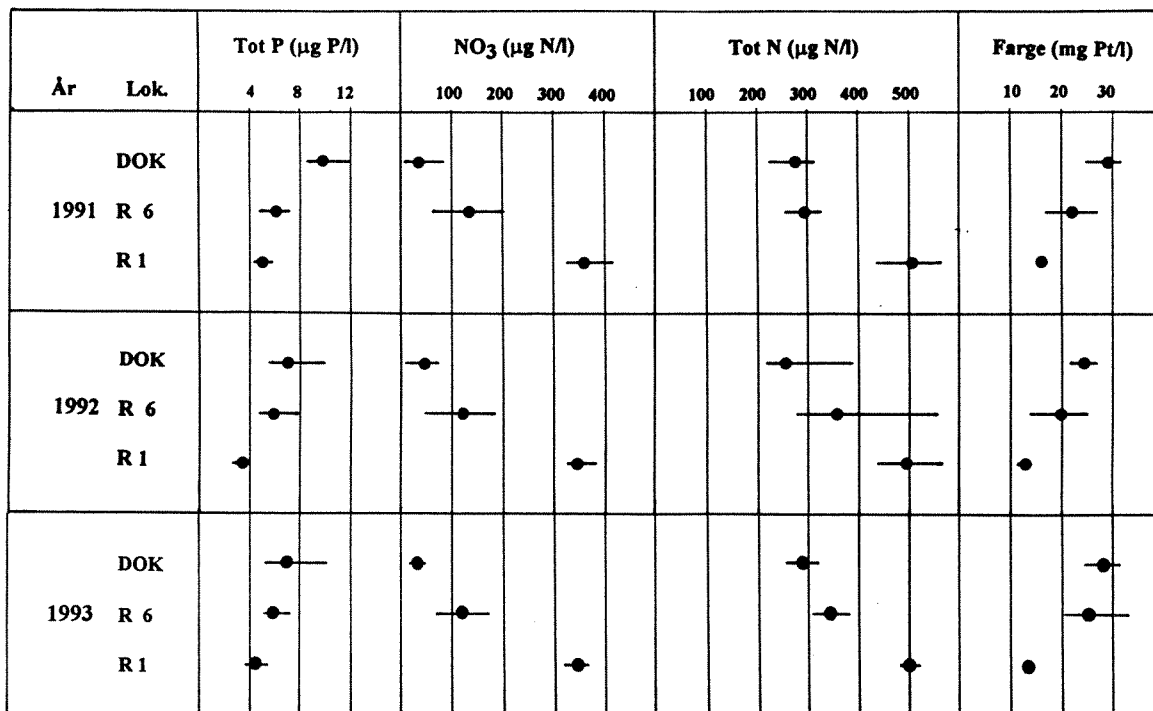 Tot P (µg P/l) NO3 (µg N/l) Tot N (µg N/l) Farge (mg Pt/l)
År Lok. 4 8 12 100 200 300 400 100 200 300 400 500 10 20 30
DOK
1991 R 6
R 1
DOK
1992 R 6
R 1
DOK
1993 R 6
R 1